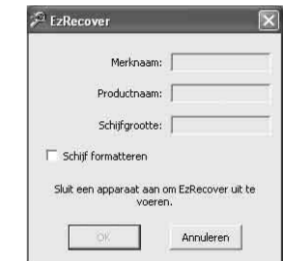 EzRecover
Merknaam:
Productnaam:
Schijfgrootte:
Schijf formatteren
Sluit een apparaat aan om EzRecover uit te
voeren.
OK
Annuleren